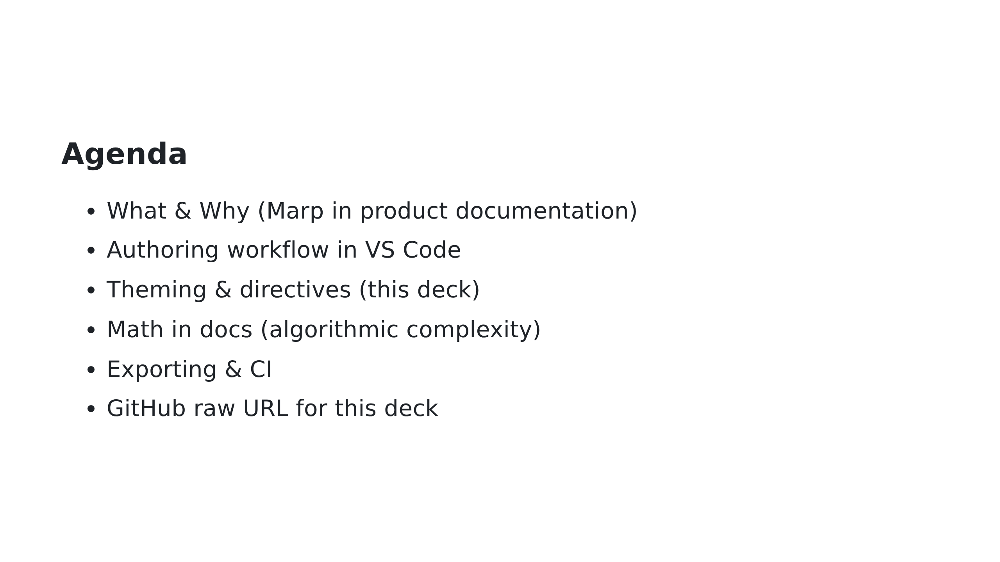 Agenda
• What & Why (Marp in product documentation)
• Authoring workflow in VS Code
• Theming & directives (this deck)
• Math in docs (algorithmic complexity)
• Exporting & CI
• GitHub raw URL for this deck